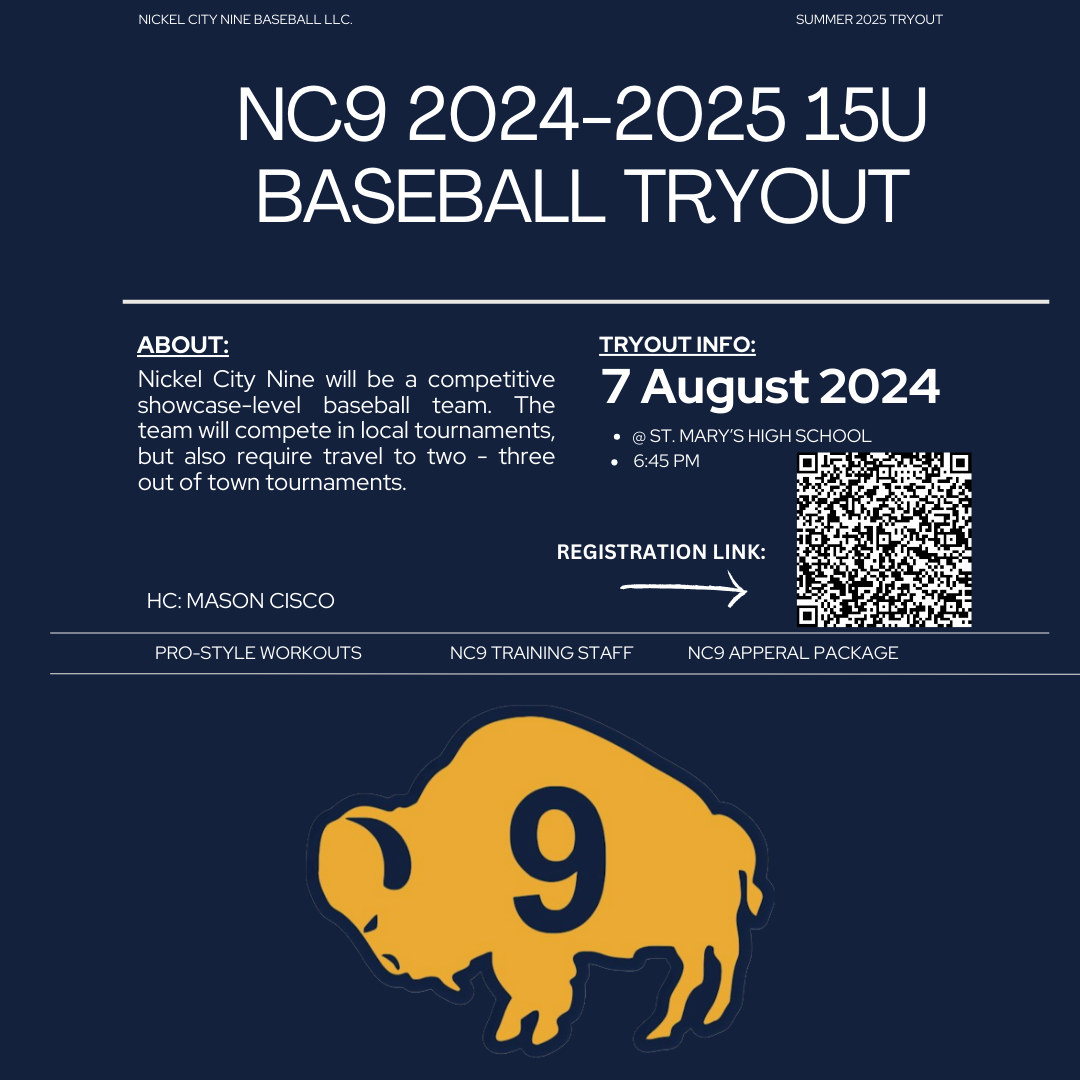 NICKEL CITY NINE BASEBALL LLC.
SUMMER 2025 TRYOUT
NC9 2024-2025 15U
BASEBALL TRYOUT
ABOUT:
Nickel City Nine will be a competitive
showcase-level baseball team. The
team will compete in local tournaments,
but also require travel to two - three
out of town tournaments.
HC: MASON CISCO
TRYOUT INFO:
7 August 2024
• @ ST. MARY'S HIGH SCHOOL
• 6:45 PM
REGISTRATION LINK:
PRO-STYLE WORKOUTS
NC9 TRAINING STAFF
NC9 APPERAL PACKAGE
9